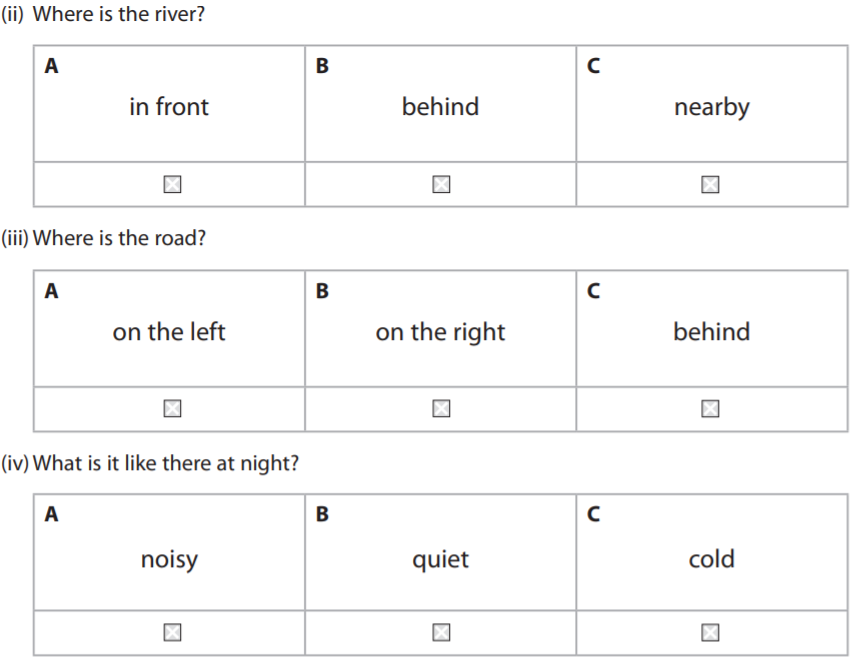 (ii) Where is the river?
A B C
in front behind nearby
(iii) Where is the road?
A B C
on the left on the right behind
(iv) What is it like there at night?
A B C
noisy quiet cold